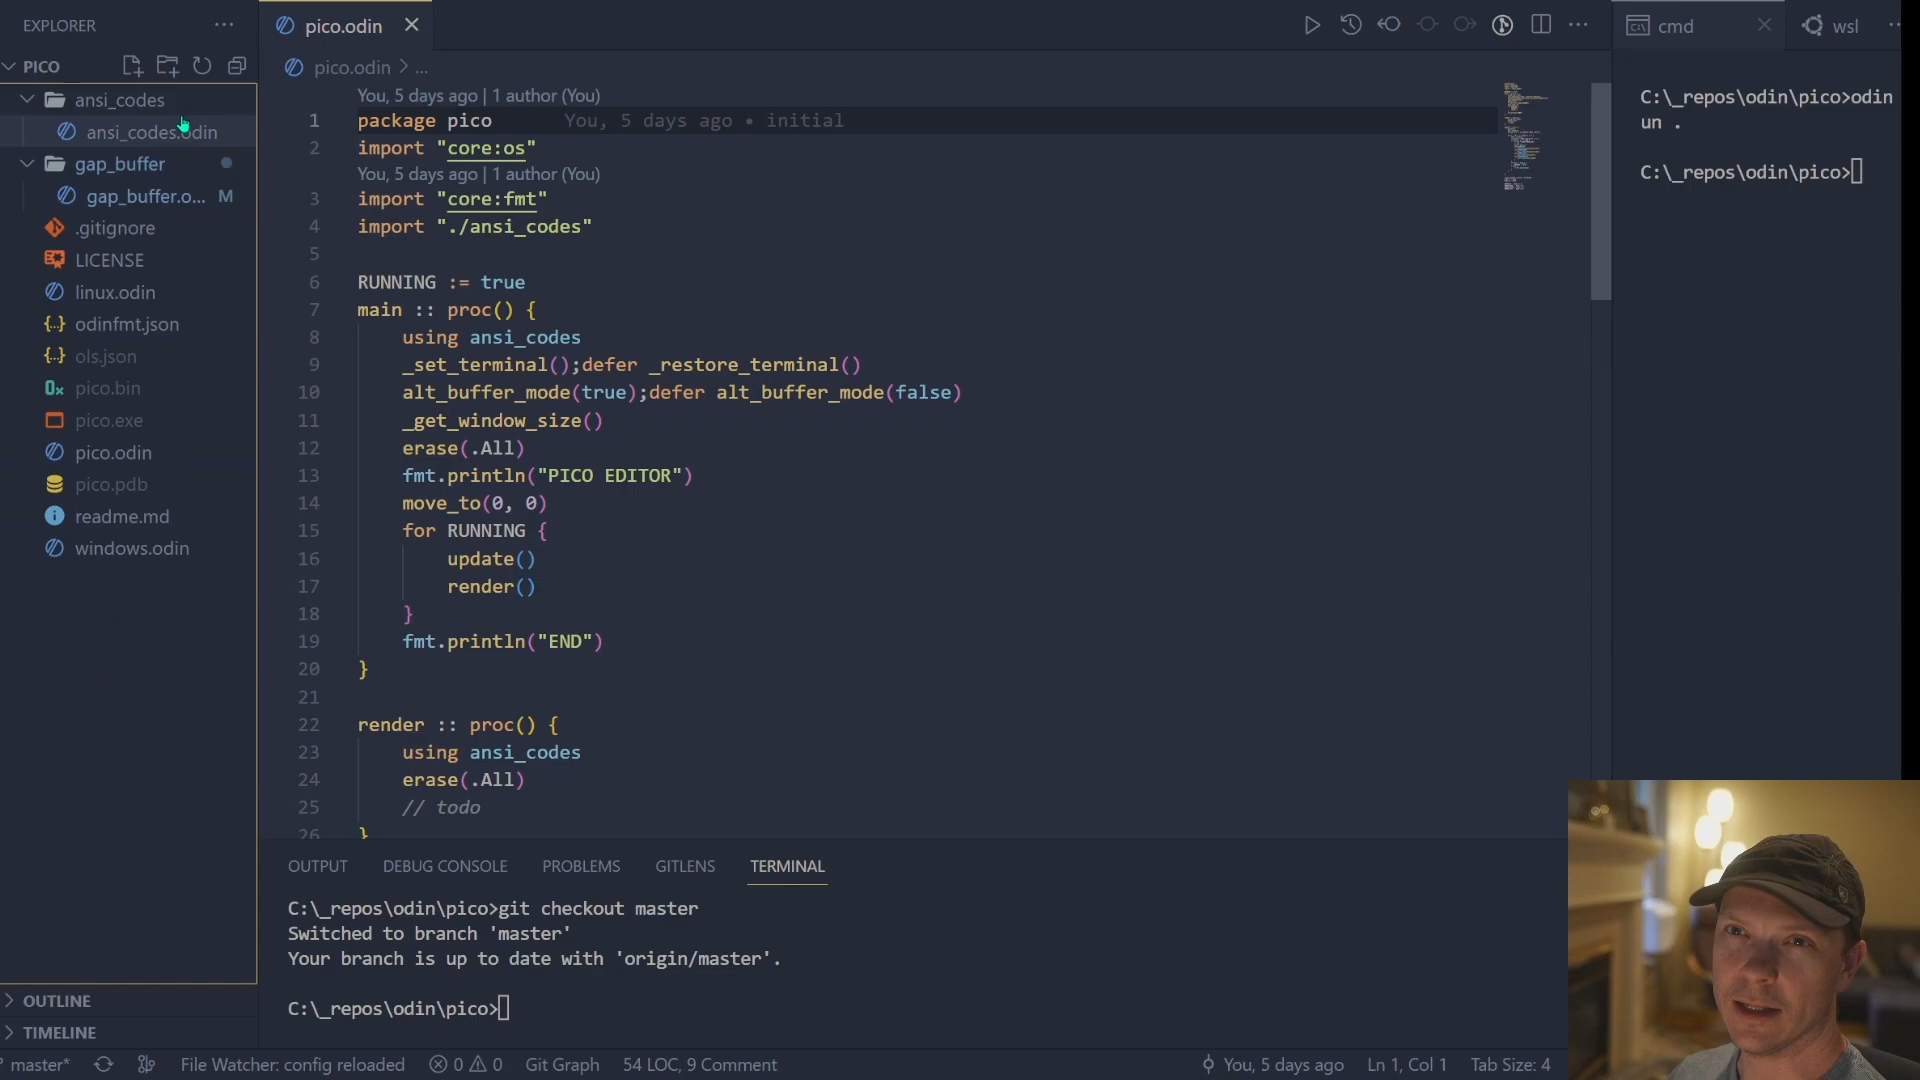 EXPLORER
PICO
ansi_codes
ansi_codes.odin
gap_buffer
gap_buffer.o... M
.gitignore
LICENSE
linux.odin
odinfmt.json
ols.json
pico.bin
pico.exe
pico.odin
pico.pdb
readme.md
windows.odin
OUTLINE
TIMELINE
pico.odin
pico.odin > ...
You, 5 days ago | 1 author (You)
1 package pico You, 5 days ago • initial
2 import "core:os"
You, 5 days ago | 1 author (You)
3 import "core:fmt"
4 import "./ansi_codes"
5
6 RUNNING := true
7 main :: proc() {
8 using ansi_codes
9 _set_terminal();defer _restore_terminal()
10 alt_buffer_mode(true);defer alt_buffer_mode(false)
11 _get_window_size()
12 erase(.All)
13 fmt.println("PICO EDITOR")
14 move_to(0, 0)
15 for RUNNING {
16 update()
17 render()
18 }
19 fmt.println("END")
20 }
21
22 render :: proc() {
23 using ansi_codes
24 erase(.All)
25 // todo
26 }
OUTPUT DEBUG CONSOLE PROBLEMS GITLENS TERMINAL
C:\_repos\odin\pico>git checkout master
Switched to branch 'master'
Your branch is up to date with 'origin/master'.
C:\_repos\odin\pico>
cmd wsl
C:\_repos\odin\pico>odin
un .
C:\_repos\odin\pico>
master* File Watcher: config reloaded 0 0 Git Graph 54 LOC, 9 Comment You, 5 days ago Ln 1, Col 1 Tab Size: 4